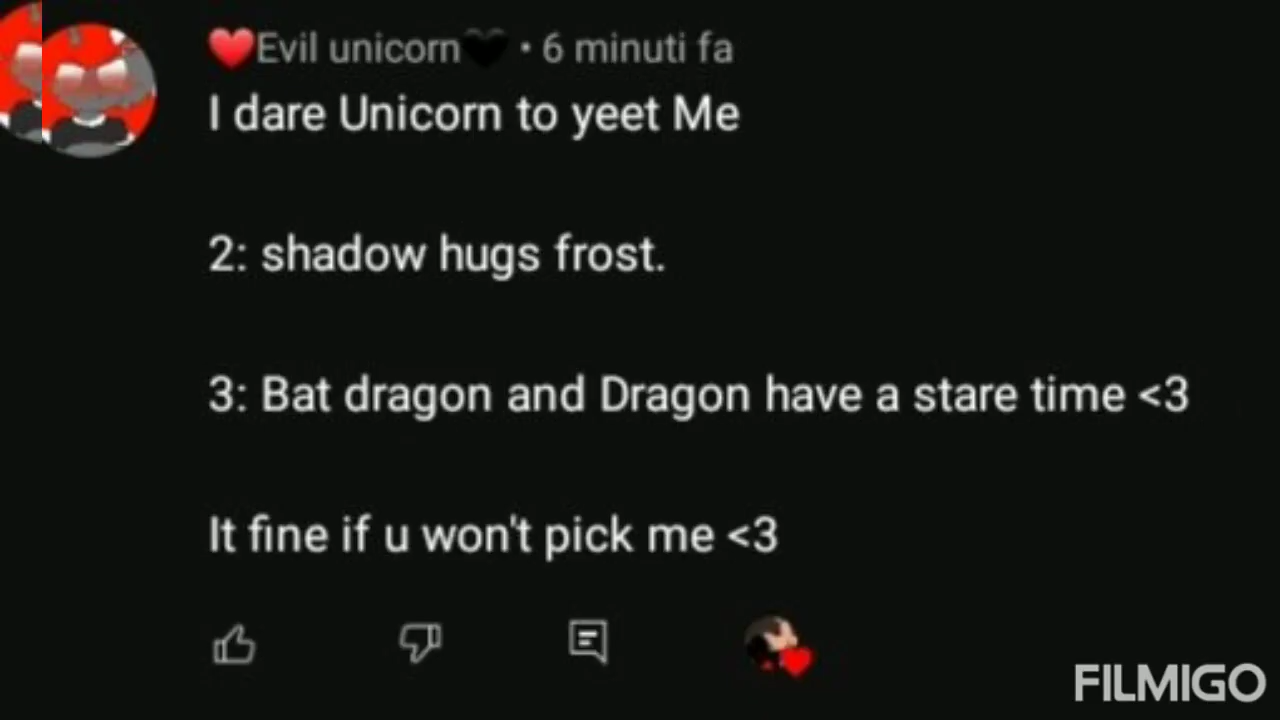 ❤️Evil unicorn🖤 • 6 minuti fa
I dare Unicorn to yeet Me
2: shadow hugs frost.
3: Bat dragon and Dragon have a stare time <3
It fine if u won't pick me <3
FILMIGO